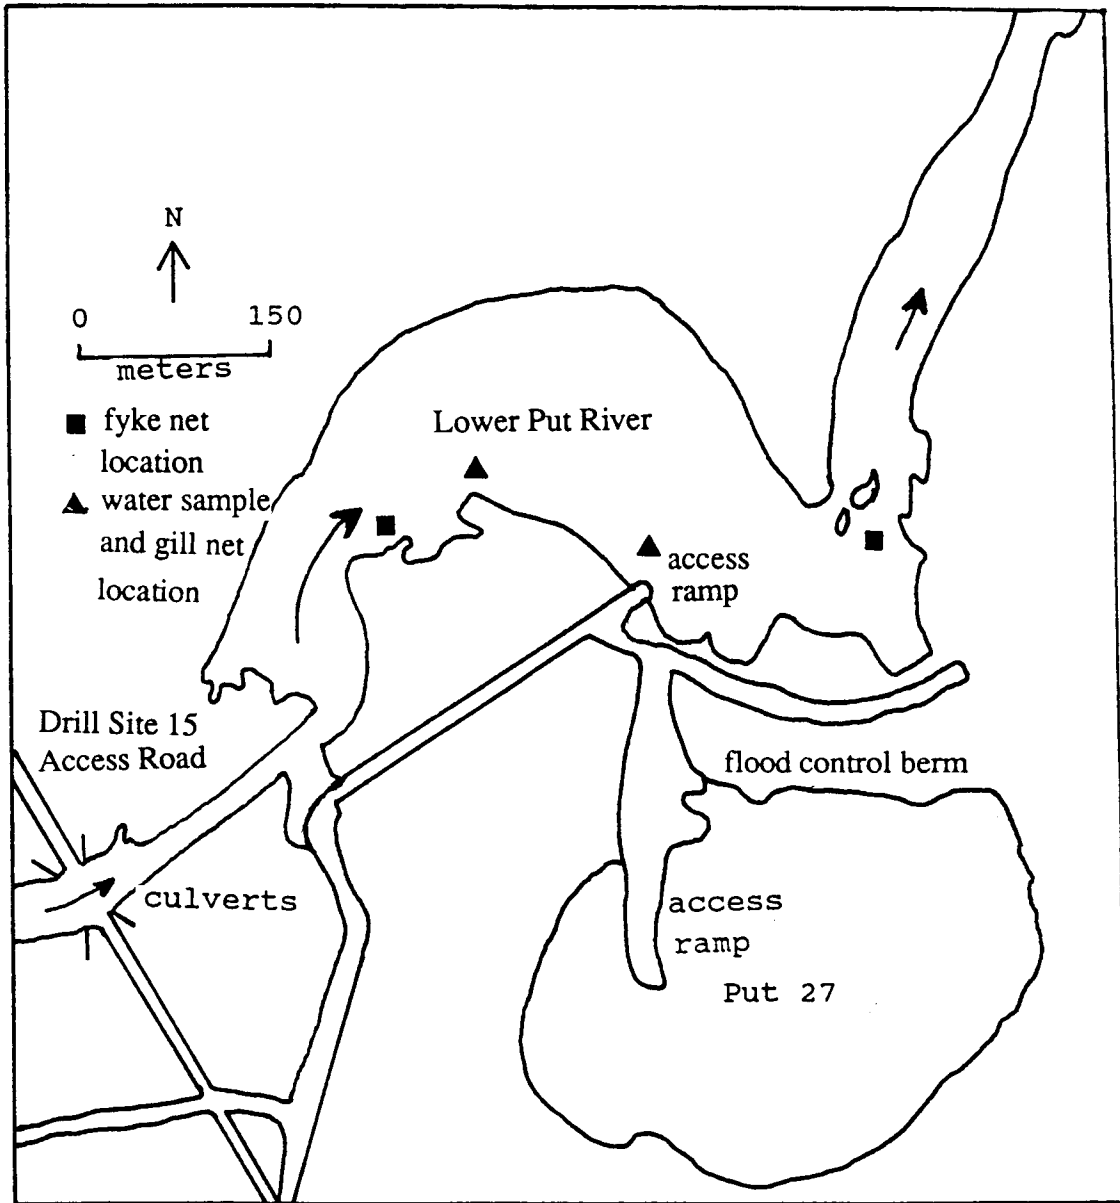 N
0 150
meters
fyke net
location
water sample
and gill net
location
Lower Put River
access
ramp
Drill Site 15
Access Road
flood control berm
culverts
access
ramp
Put 27